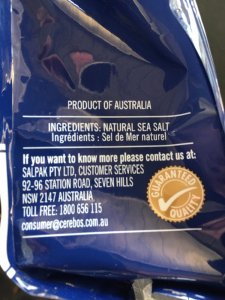 PRODUCT OF AUSTRALIA
INGREDIENTS: NATURAL SEA SALT
Ingrédients : Sel de Mer naturel
If you want to know more please contact us at:
SALPAK PTY LTD, CUSTOMER SERVICES
92-96 STATION ROAD, SEVEN HILLS
NSW 2147 AUSTRALIA
TOLL FREE: 1800 656 115
consumer@cerebos.com.au
GUARANTEED
QUALITY